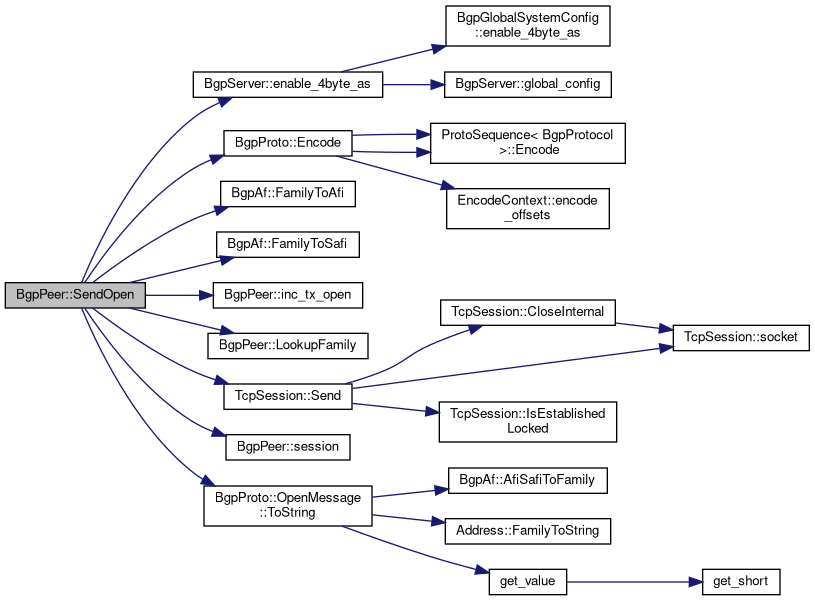 BgpGlobalSystemConfig
::enable_4byte_as
BgpServer::enable_4byte_as
BgpServer::global_config
BgpProto::Encode
ProtoSequence< BgpProtocol
>::Encode
BgpAf::FamilyToAfi
EncodeContext::encode
_offsets
BgpAf::FamilyToSafi
BgpPeer::SendOpen
BgpPeer::inc_tx_open
TcpSession::CloseInternal
BgpPeer::LookupFamily
TcpSession::socket
TcpSession::Send
TcpSession::IsEstablished
Locked
BgpPeer::session
BgpProto::OpenMessage
::ToString
BgpAf::AfiSafiToFamily
Address::FamilyToString
get_value
get_short